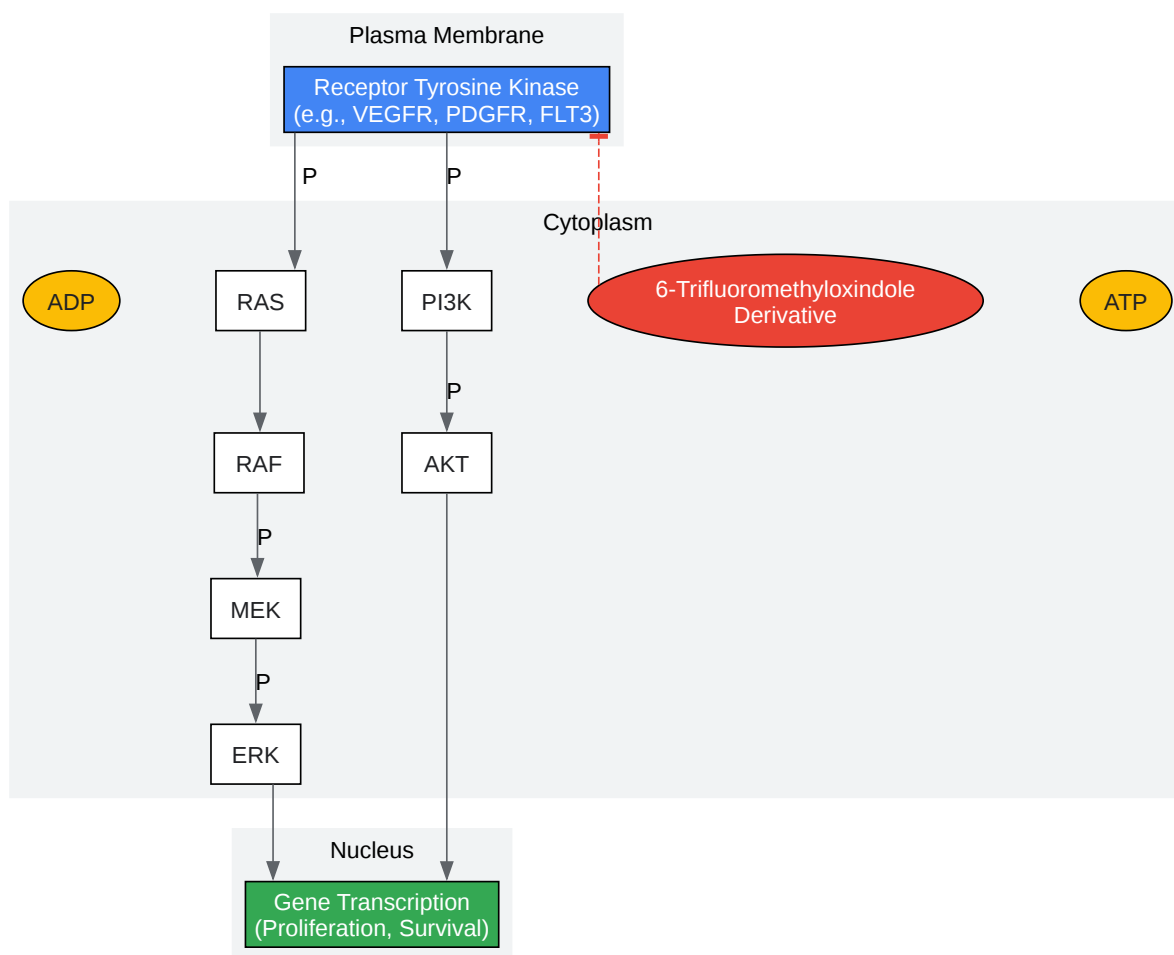 Plasma Membrane
Receptor Tyrosine Kinase
(e.g., VEGFR, PDGFR, FLT3)
P
P
Cytoplasm
ADP
RAS
PI3K
6-Trifluoromethyloxindole
Derivative
ATP
P
RAF
AKT
P
MEK
P
ERK
Nucleus
Gene Transcription
(Proliferation, Survival)